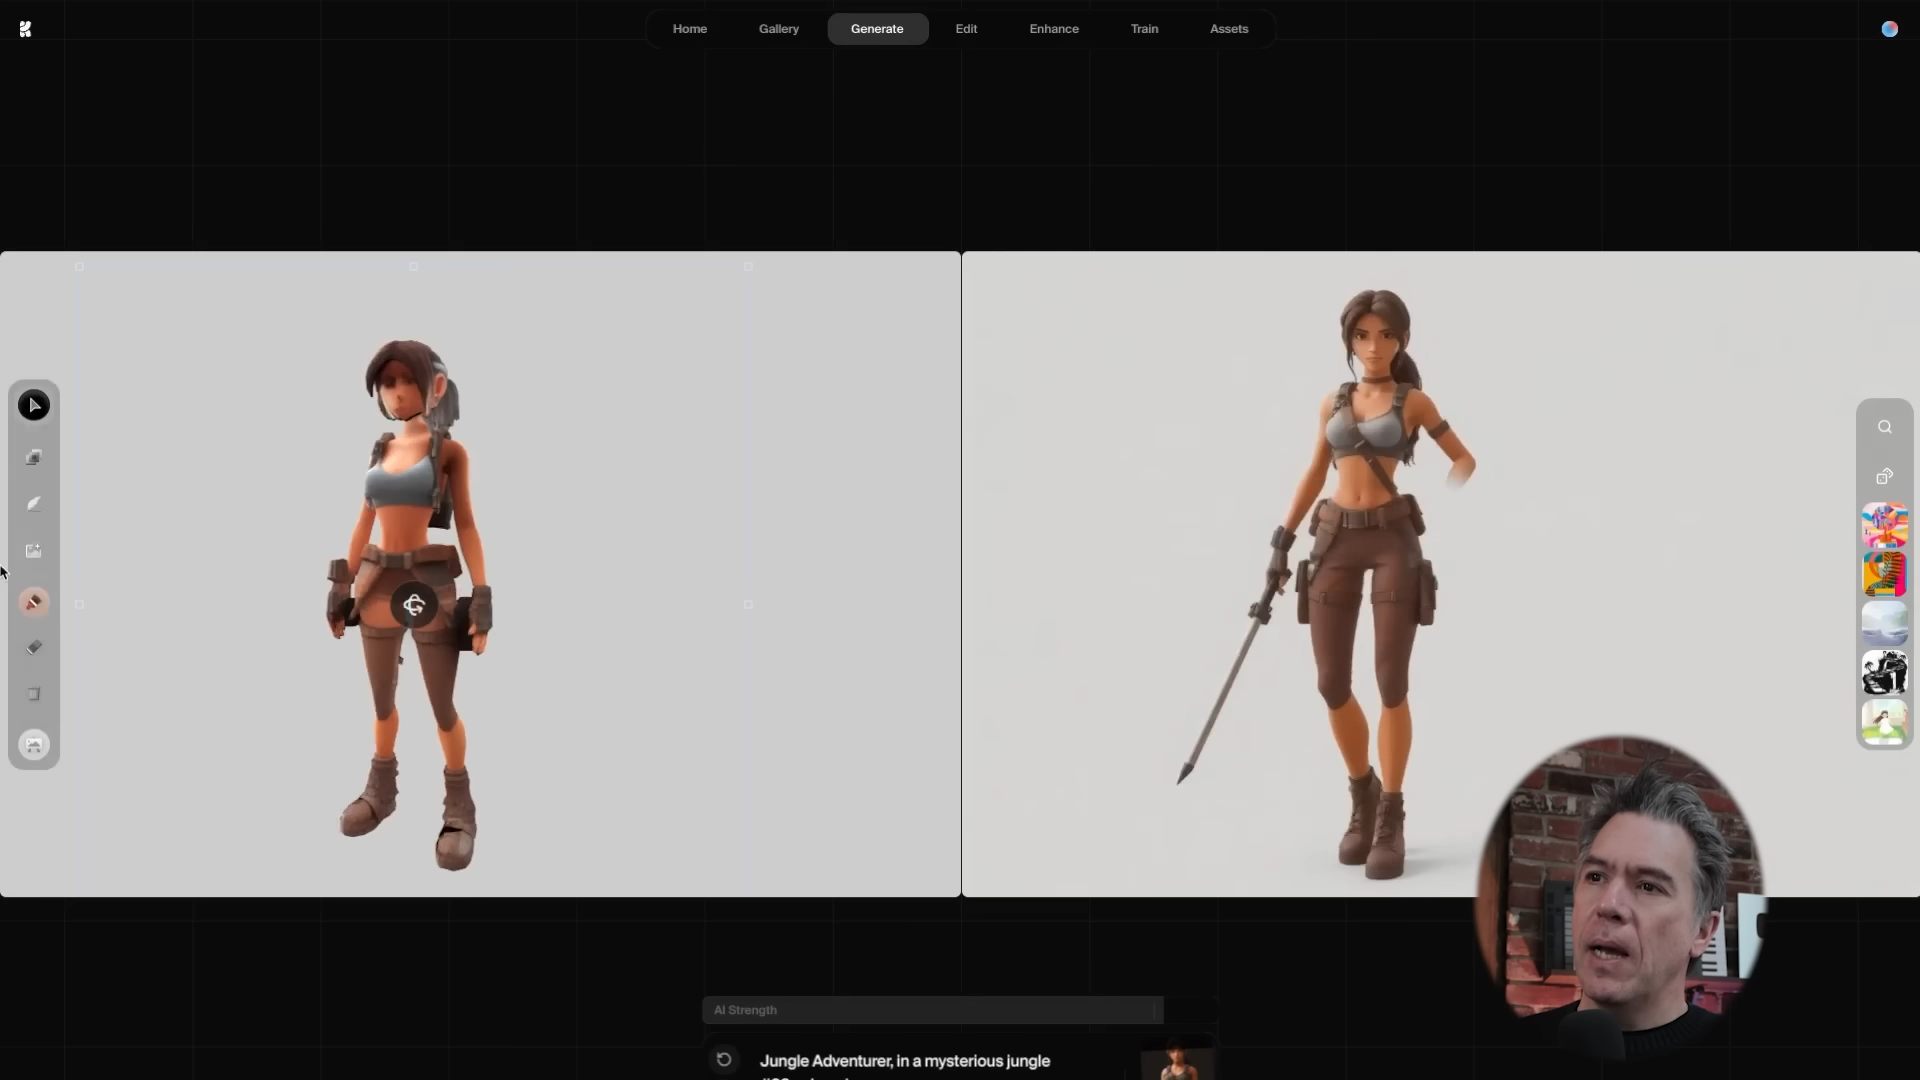 Home
Gallery
Generate
Edit
Enhance
Train
Assets
AI Strength
Jungle Adventurer, in a mysterious jungle